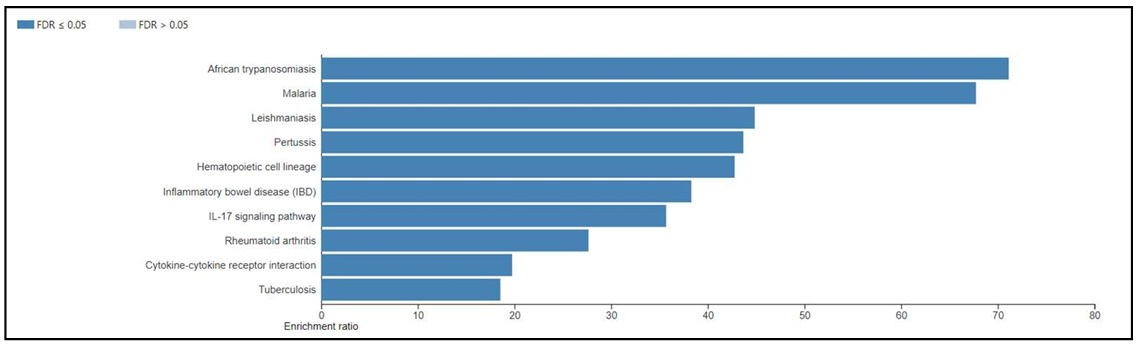 FDR ≤ 0.05 FDR > 0.05
African trypanosomiasis
Malaria
Leishmaniasis
Pertussis
Hematopoietic cell lineage
Inflammatory bowel disease (IBD)
IL-17 signaling pathway
Rheumatoid arthritis
Cytokine-cytokine receptor interaction
Tuberculosis
0 10 20 30 40 50 60 70 80
Enrichment ratio